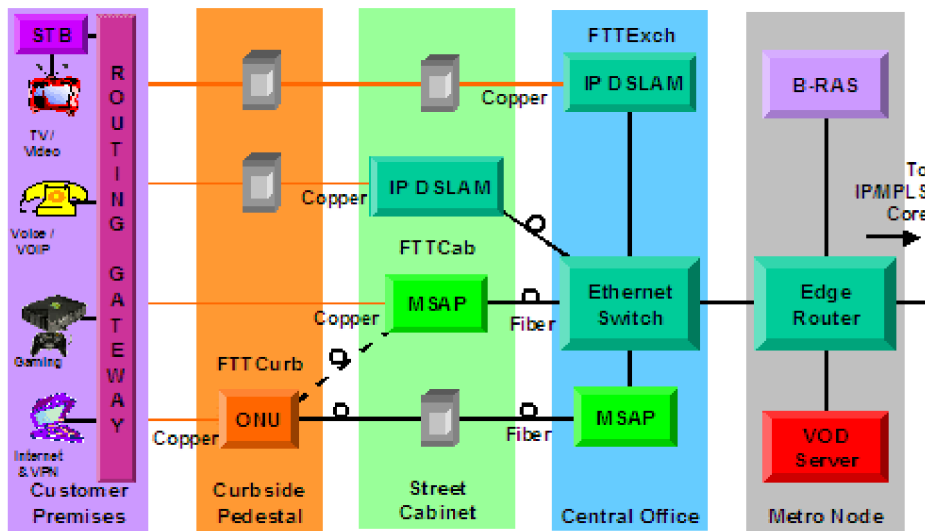 STB
TV /
Video
Voice /
VOIP
Gaming
Internet
& VPN
ROUTING GATEWAY
Customer
Premises
FTTCurb
ONU
Copper
Curbside
Pedestal
Copper
Copper
IP DSLAM
FTTCab
MSAP
Copper
Fiber
Fiber
Street
Cabinet
FTTExch
IP DSLAM
Ethernet
Switch
MSAP
Central Office
B-RAS
Edge
Router
VOD
Server
To
IP/MPLS
Core
Metro Node